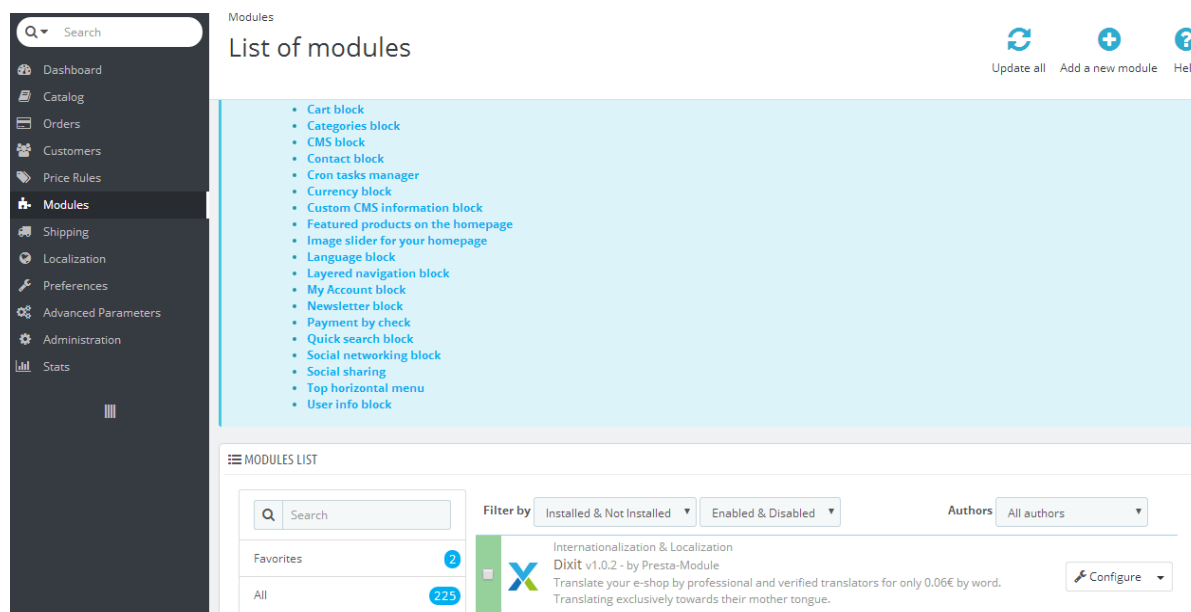 Search
Dashboard
Catalog
Orders
Customers
Price Rules
Modules
Shipping
Localization
Preferences
Advanced Parameters
Administration
Stats
Modules
List of modules
Update all
Add a new module
Hel
Cart block
Categories block
CMS block
Contact block
Cron tasks manager
Currency block
Custom CMS information block
Featured products on the homepage
Image slider for your homepage
Language block
Layered navigation block
My Account block
Newsletter block
Payment by check
Quick search block
Social networking block
Social sharing
Top horizontal menu
User info block
MODULES LIST
Search
Favorites 2
All 225
Filter by Installed & Not Installed Enabled & Disabled Authors All authors
Internationalization & Localization
Dixit v1.0.2 - by Presta-Module
Translate your e-shop by professional and verified translators for only 0.06€ by word.
Translating exclusively towards their mother tongue.
Configure